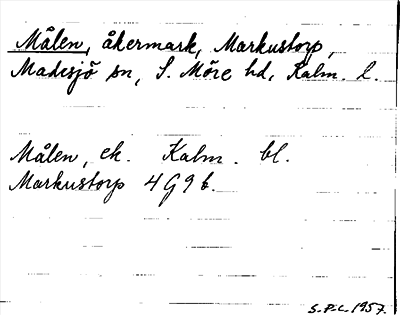 Målen, åkermark, Markustorp,
Madesjö sn, S. Möre hd, Kalm. l.
Målen, ek. Kalm. bl.
Markustorp 4G9b.
S.P.L. 1957.